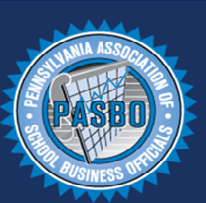 PENNSYLVANIA ASSOCIATION OF
PASBO
SCHOOL BUSINESS OFFICIALS